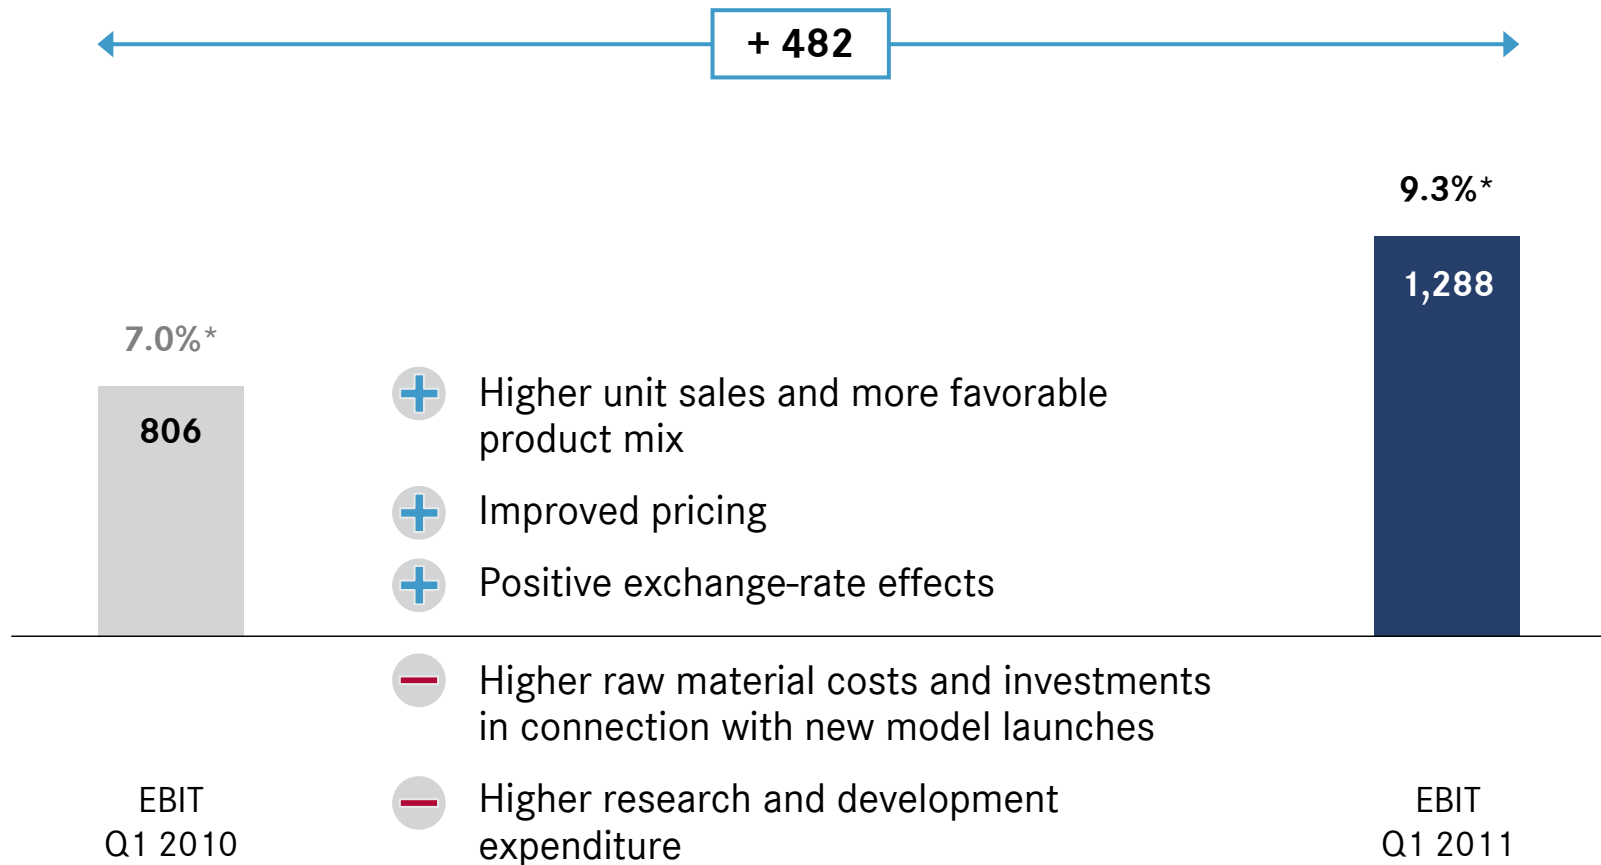 + 482
9.3%*
1,288
7.0%*
806
Higher unit sales and more favorable
product mix
Improved pricing
Positive exchange-rate effects
Higher raw material costs and investments
in connection with new model launches
Higher research and development
expenditure
EBIT
Q1 2010
EBIT
Q1 2011